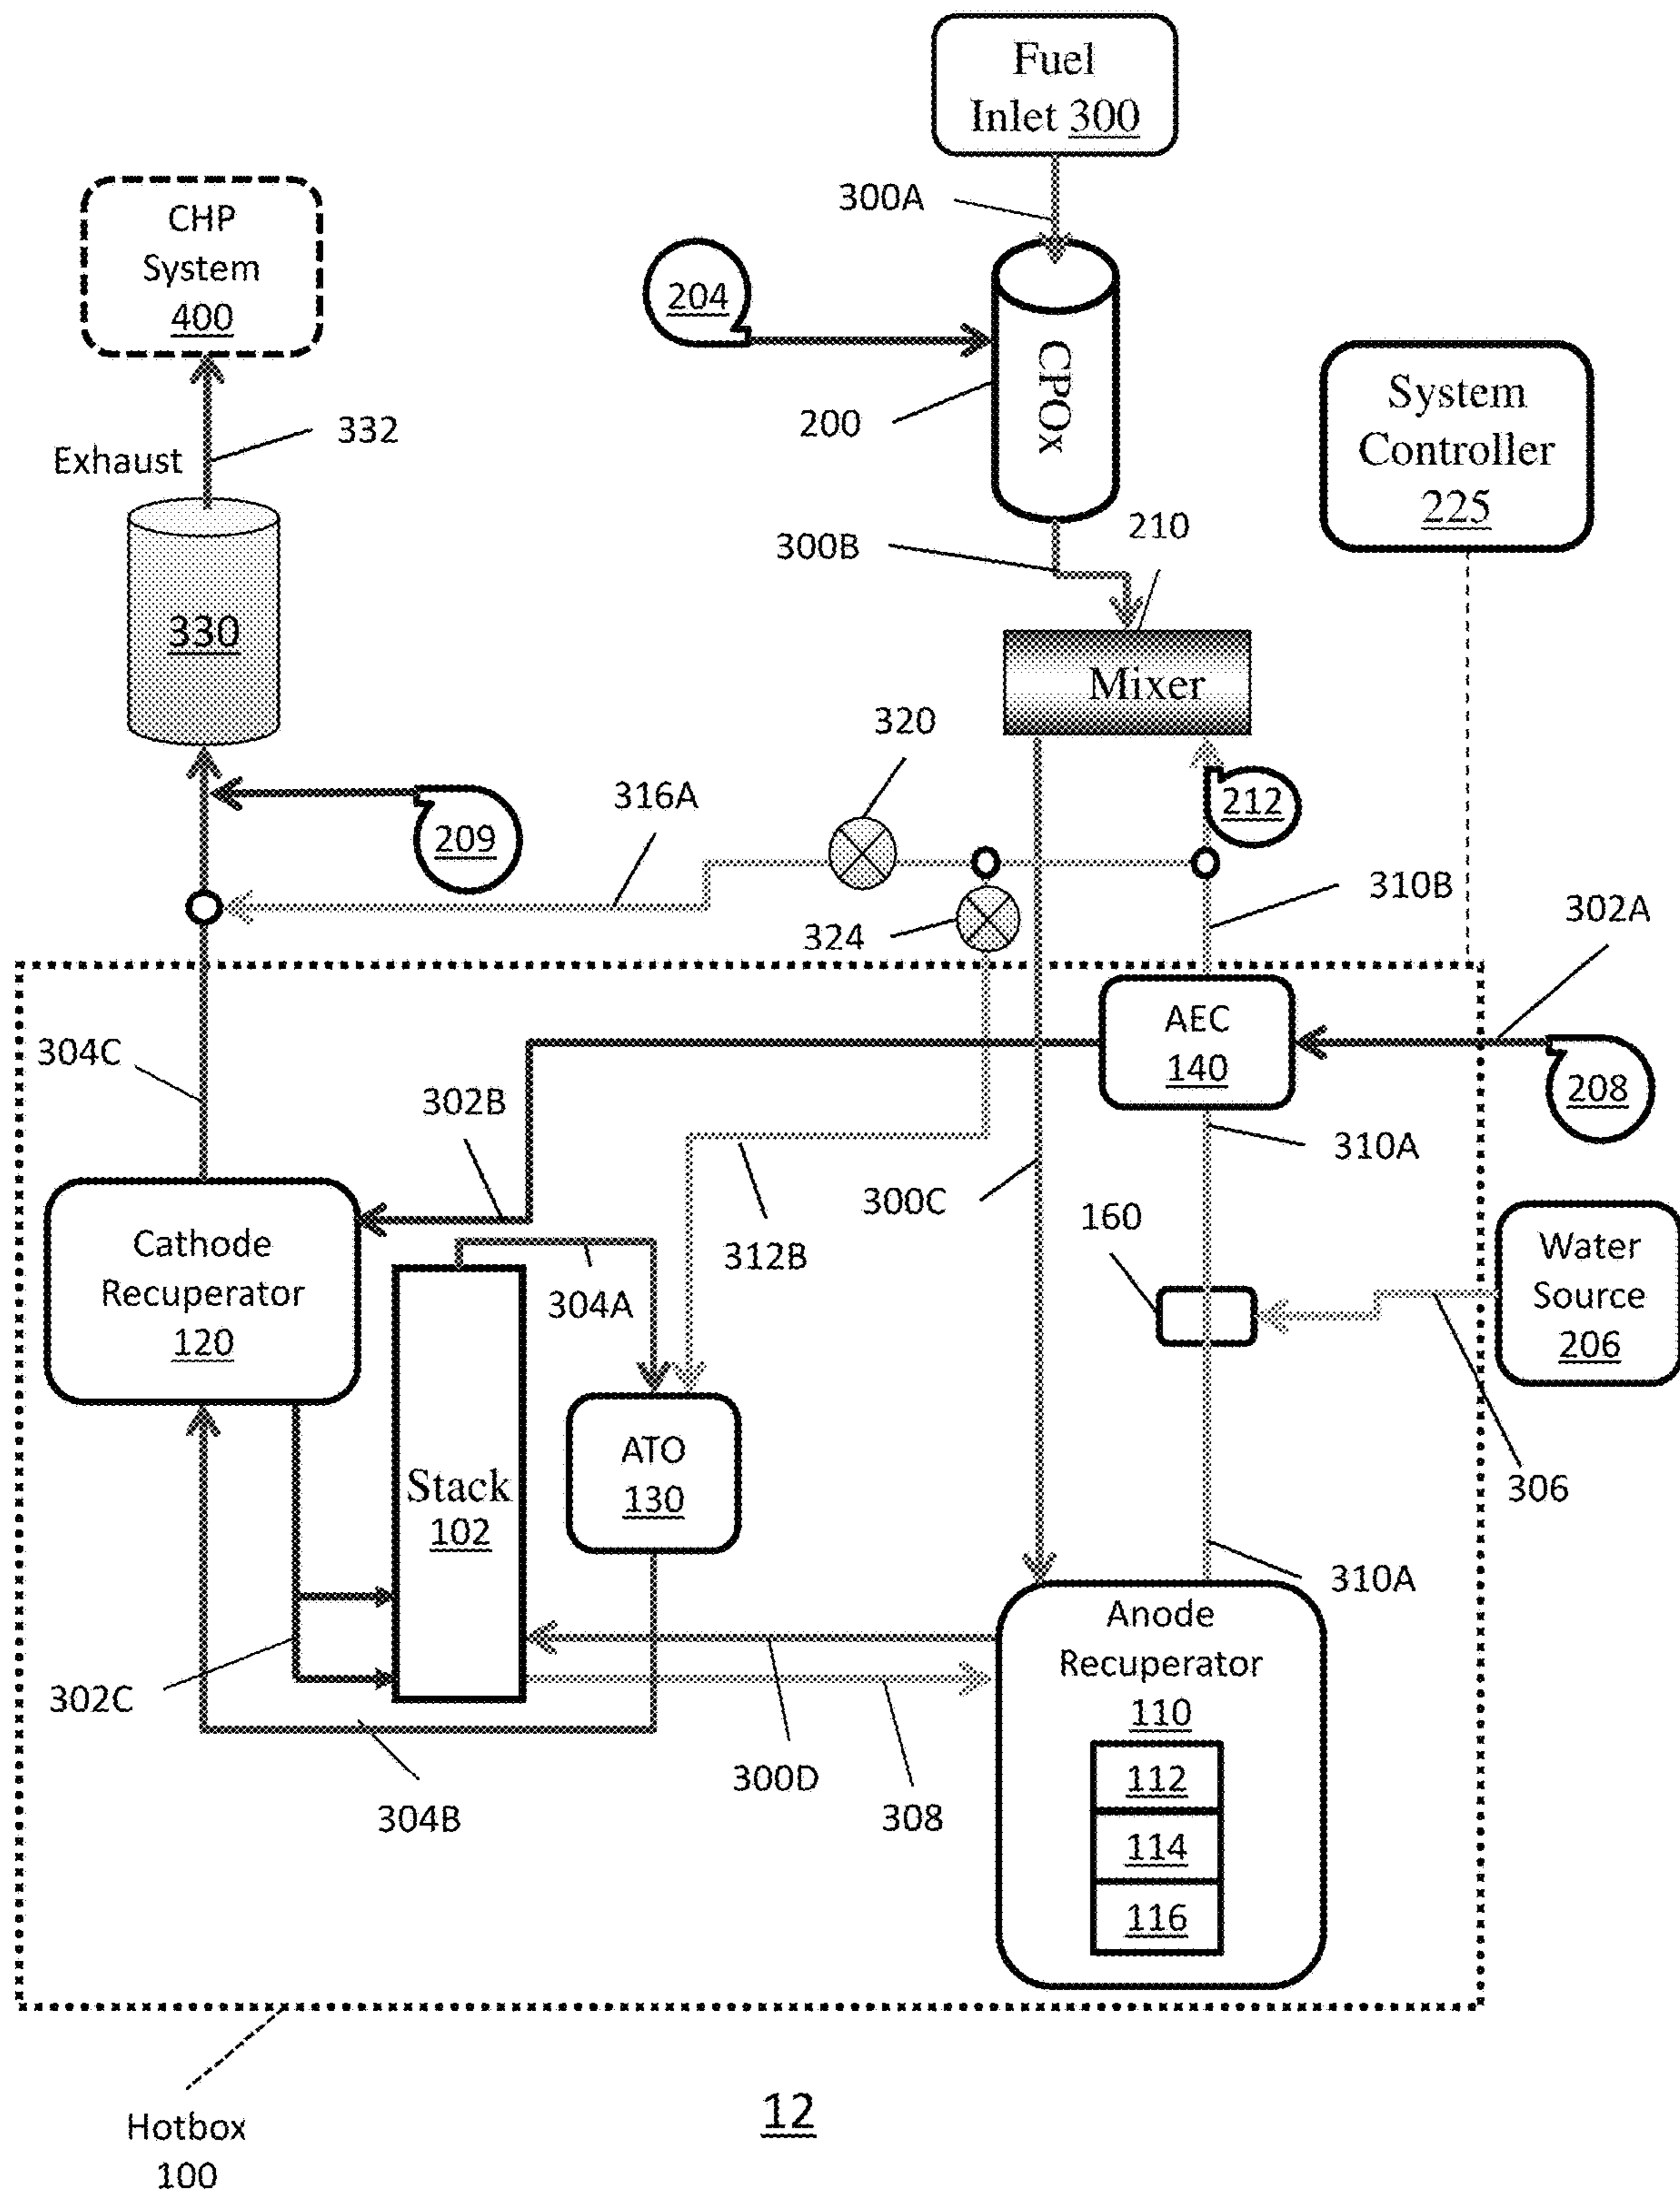 Fuel
Inlet 300
300A
CHP
System
400
204
CPOx
200
System
Controller
225
332
Exhaust
210
300B
330
Mixer
320
316A
212
209
310B
302A
324
AEC
140
304C
208
302B
310A
300C
160
312B
Water
Source
206
Cathode
Recuperator
120
304A
ATO
130
Stack
102
306
310A
Anode
Recuperator
110
302C
300D
112
308
304B
114
116
Hotbox
100
12